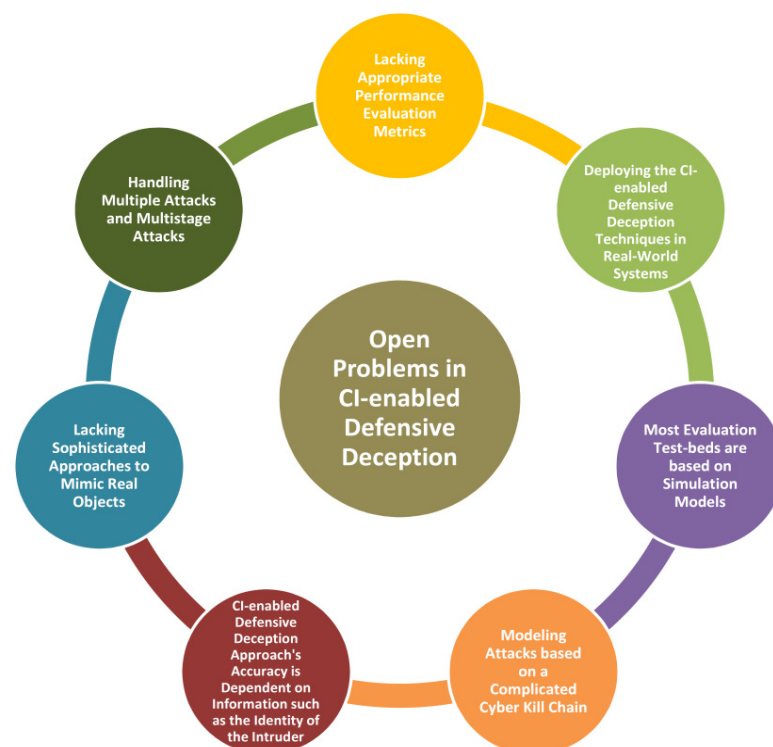 Lacking
Appropriate
Performance
Evaluation
Metrics
Deploying the CI-
enabled
Defensive
Deception
Techniques in
Real-World
Systems
Most Evaluation
Test-beds are
based on
Simulation
Models
Modeling
Attacks based
on a
Complicated
Cyber Kill Chain
CI-enabled
Defensive
Deception
Approach's
Accuracy is
Dependent on
Information such
as the Identity of
the Intruder
Lacking
Sophisticated
Approaches to
Mimic Real
Objects
Handling
Multiple Attacks
and Multistage
Attacks
Open
Problems in
CI-enabled
Defensive
Deception